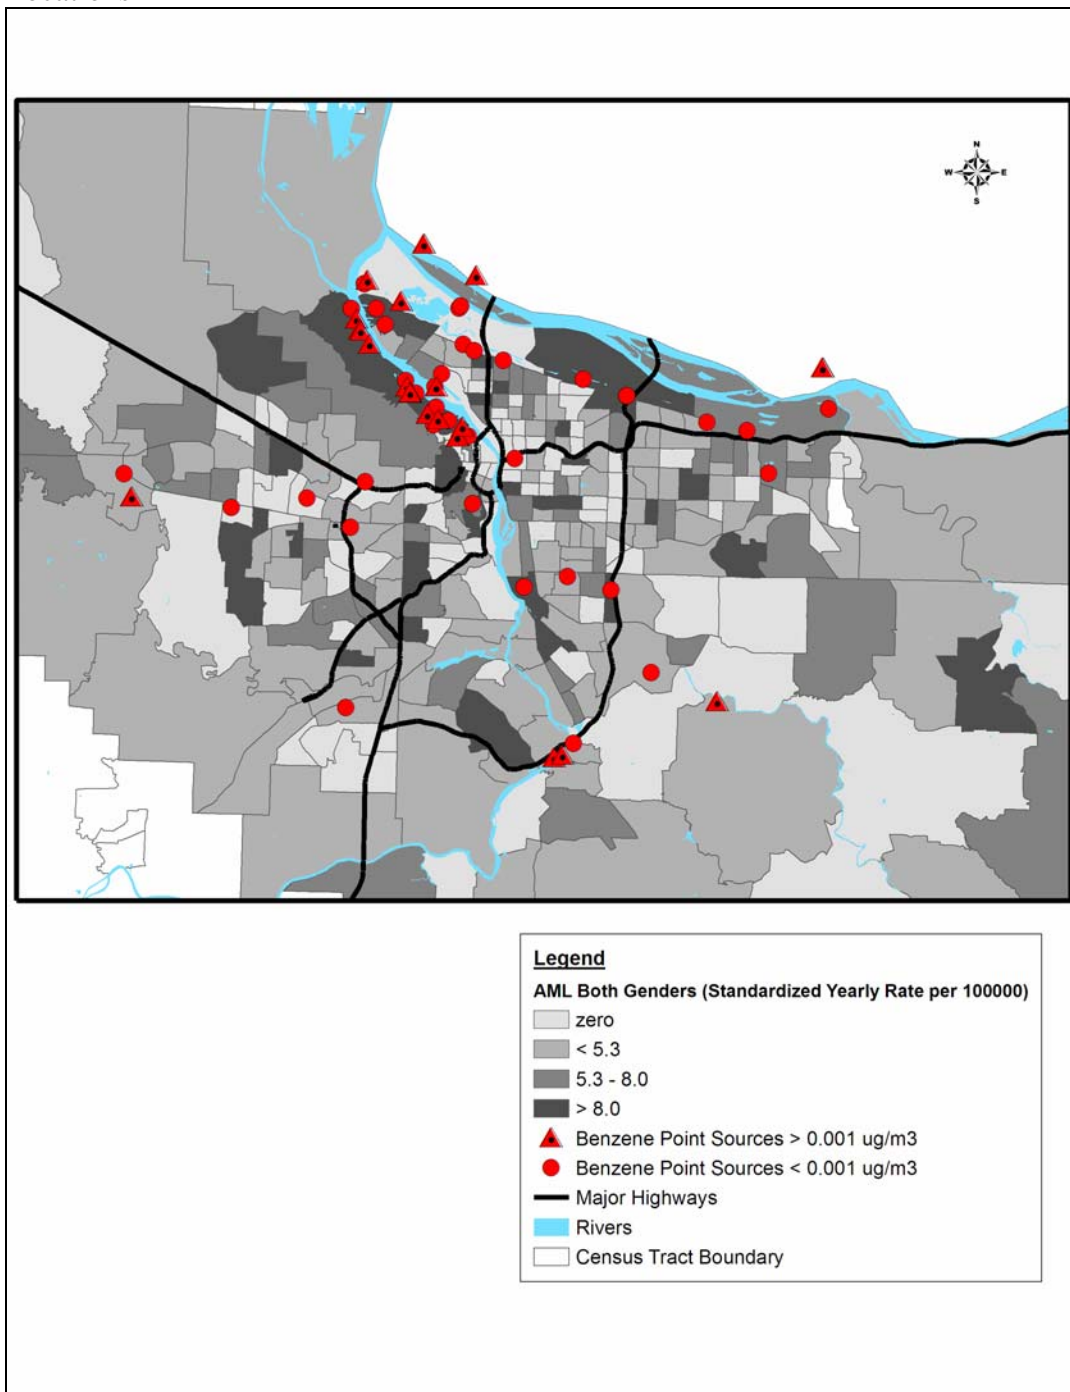 N
W E
S
Legend
AML Both Genders (Standardized Yearly Rate per 100000)
zero
< 5.3
5.3 - 8.0
> 8.0
Benzene Point Sources > 0.001 ug/m3
Benzene Point Sources < 0.001 ug/m3
Major Highways
Rivers
Census Tract Boundary